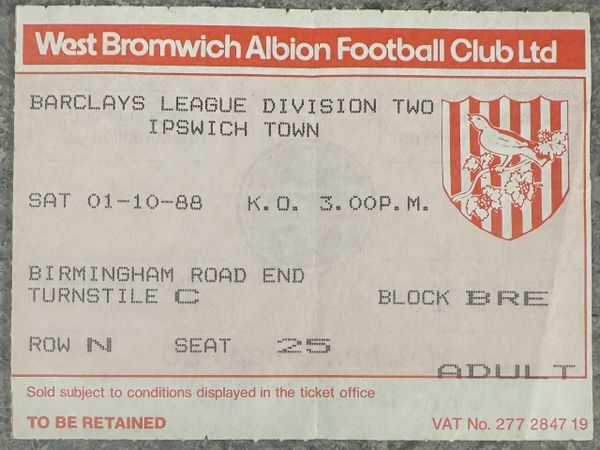 West Bromwich Albion Football Club Ltd
BARCLAYS LEAGUE DIVISION TWO
IPSWICH TOWN
SAT 01-10-88 K.O. 3.00P.M.
BIRMINGHAM ROAD END
TURNSTILE C BLOCK BRE
ROW N SEAT 25
ADULT
Sold subject to conditions displayed in the ticket office
TO BE RETAINED VAT No. 277 2847 19